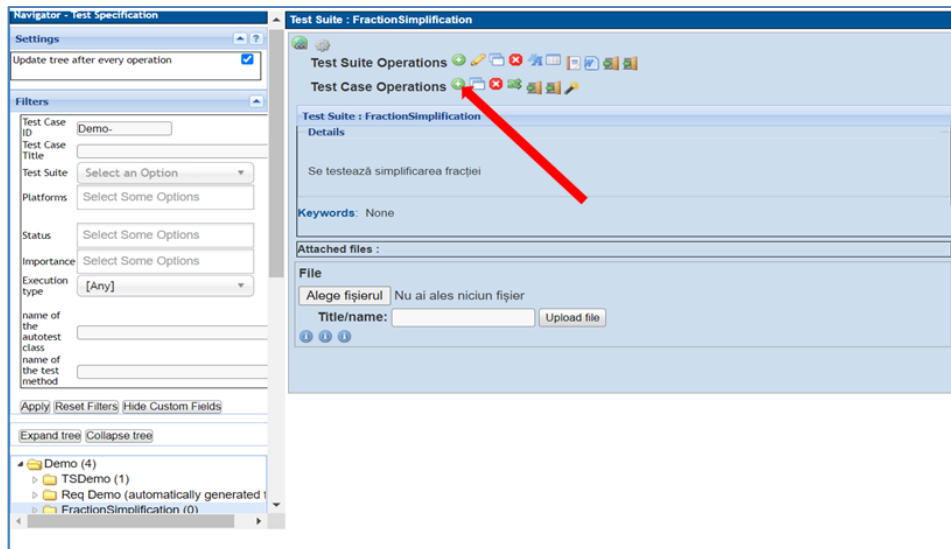 Navigator - Test Specification
Settings
?
Update tree after every operation
Filters
Test Case
ID
Demo-
Test Case
Title
Test Suite
Select an Option
Platforms
Select Some Options
Status
Select Some Options
Importance
Select Some Options
Execution
type
[Any]
name of
the
autotest
class
name of
the test
method
Apply Reset Filters Hide Custom Fields
Expand tree Collapse tree
Demo (4)
TSDemo (1)
Req Demo (automatically generated
FractionSimplification (0)
Test Suite : FractionSimplification
Test Suite Operations
Test Case Operations
Test Suite : FractionSimplification
Details
Se testează simplificarea fracției
Keywords: None
Attached files :
File
Alege fișierul Nu ai ales niciun fișier
Title/name: Upload file